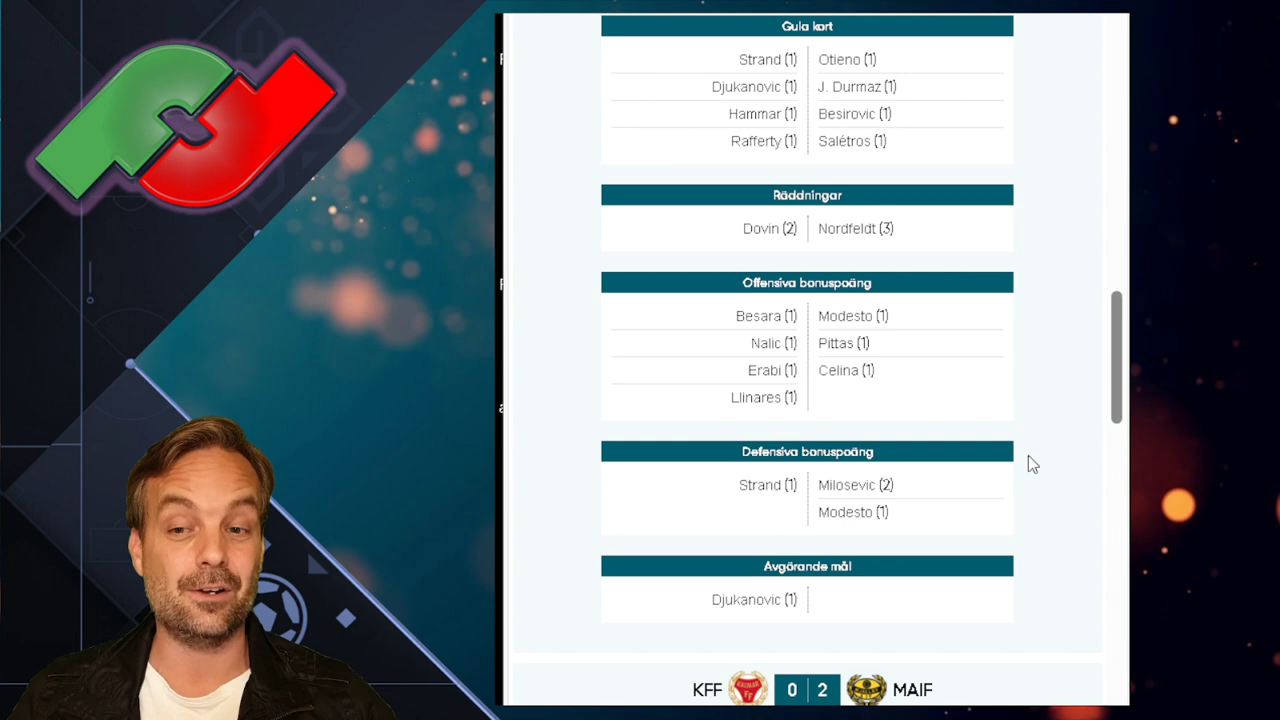 Gula kort
Strand (1) Otieno (1)
Djukanovic (1) J. Durmaz (1)
Hammar (1) Besirovic (1)
Rafferty (1) Salétros (1)
Räddningar
Dovin (2) Nordfeldt (3)
Offensiva bonuspoäng
Besara (1) Modesto (1)
Nalic (1) Pittas (1)
Erabi (1) Celina (1)
Llinares (1)
Defensiva bonuspoäng
Strand (1) Milosevic (2)
Modesto (1)
Avgörande mål
Djukanovic (1)
KFF 0 2 MAIF